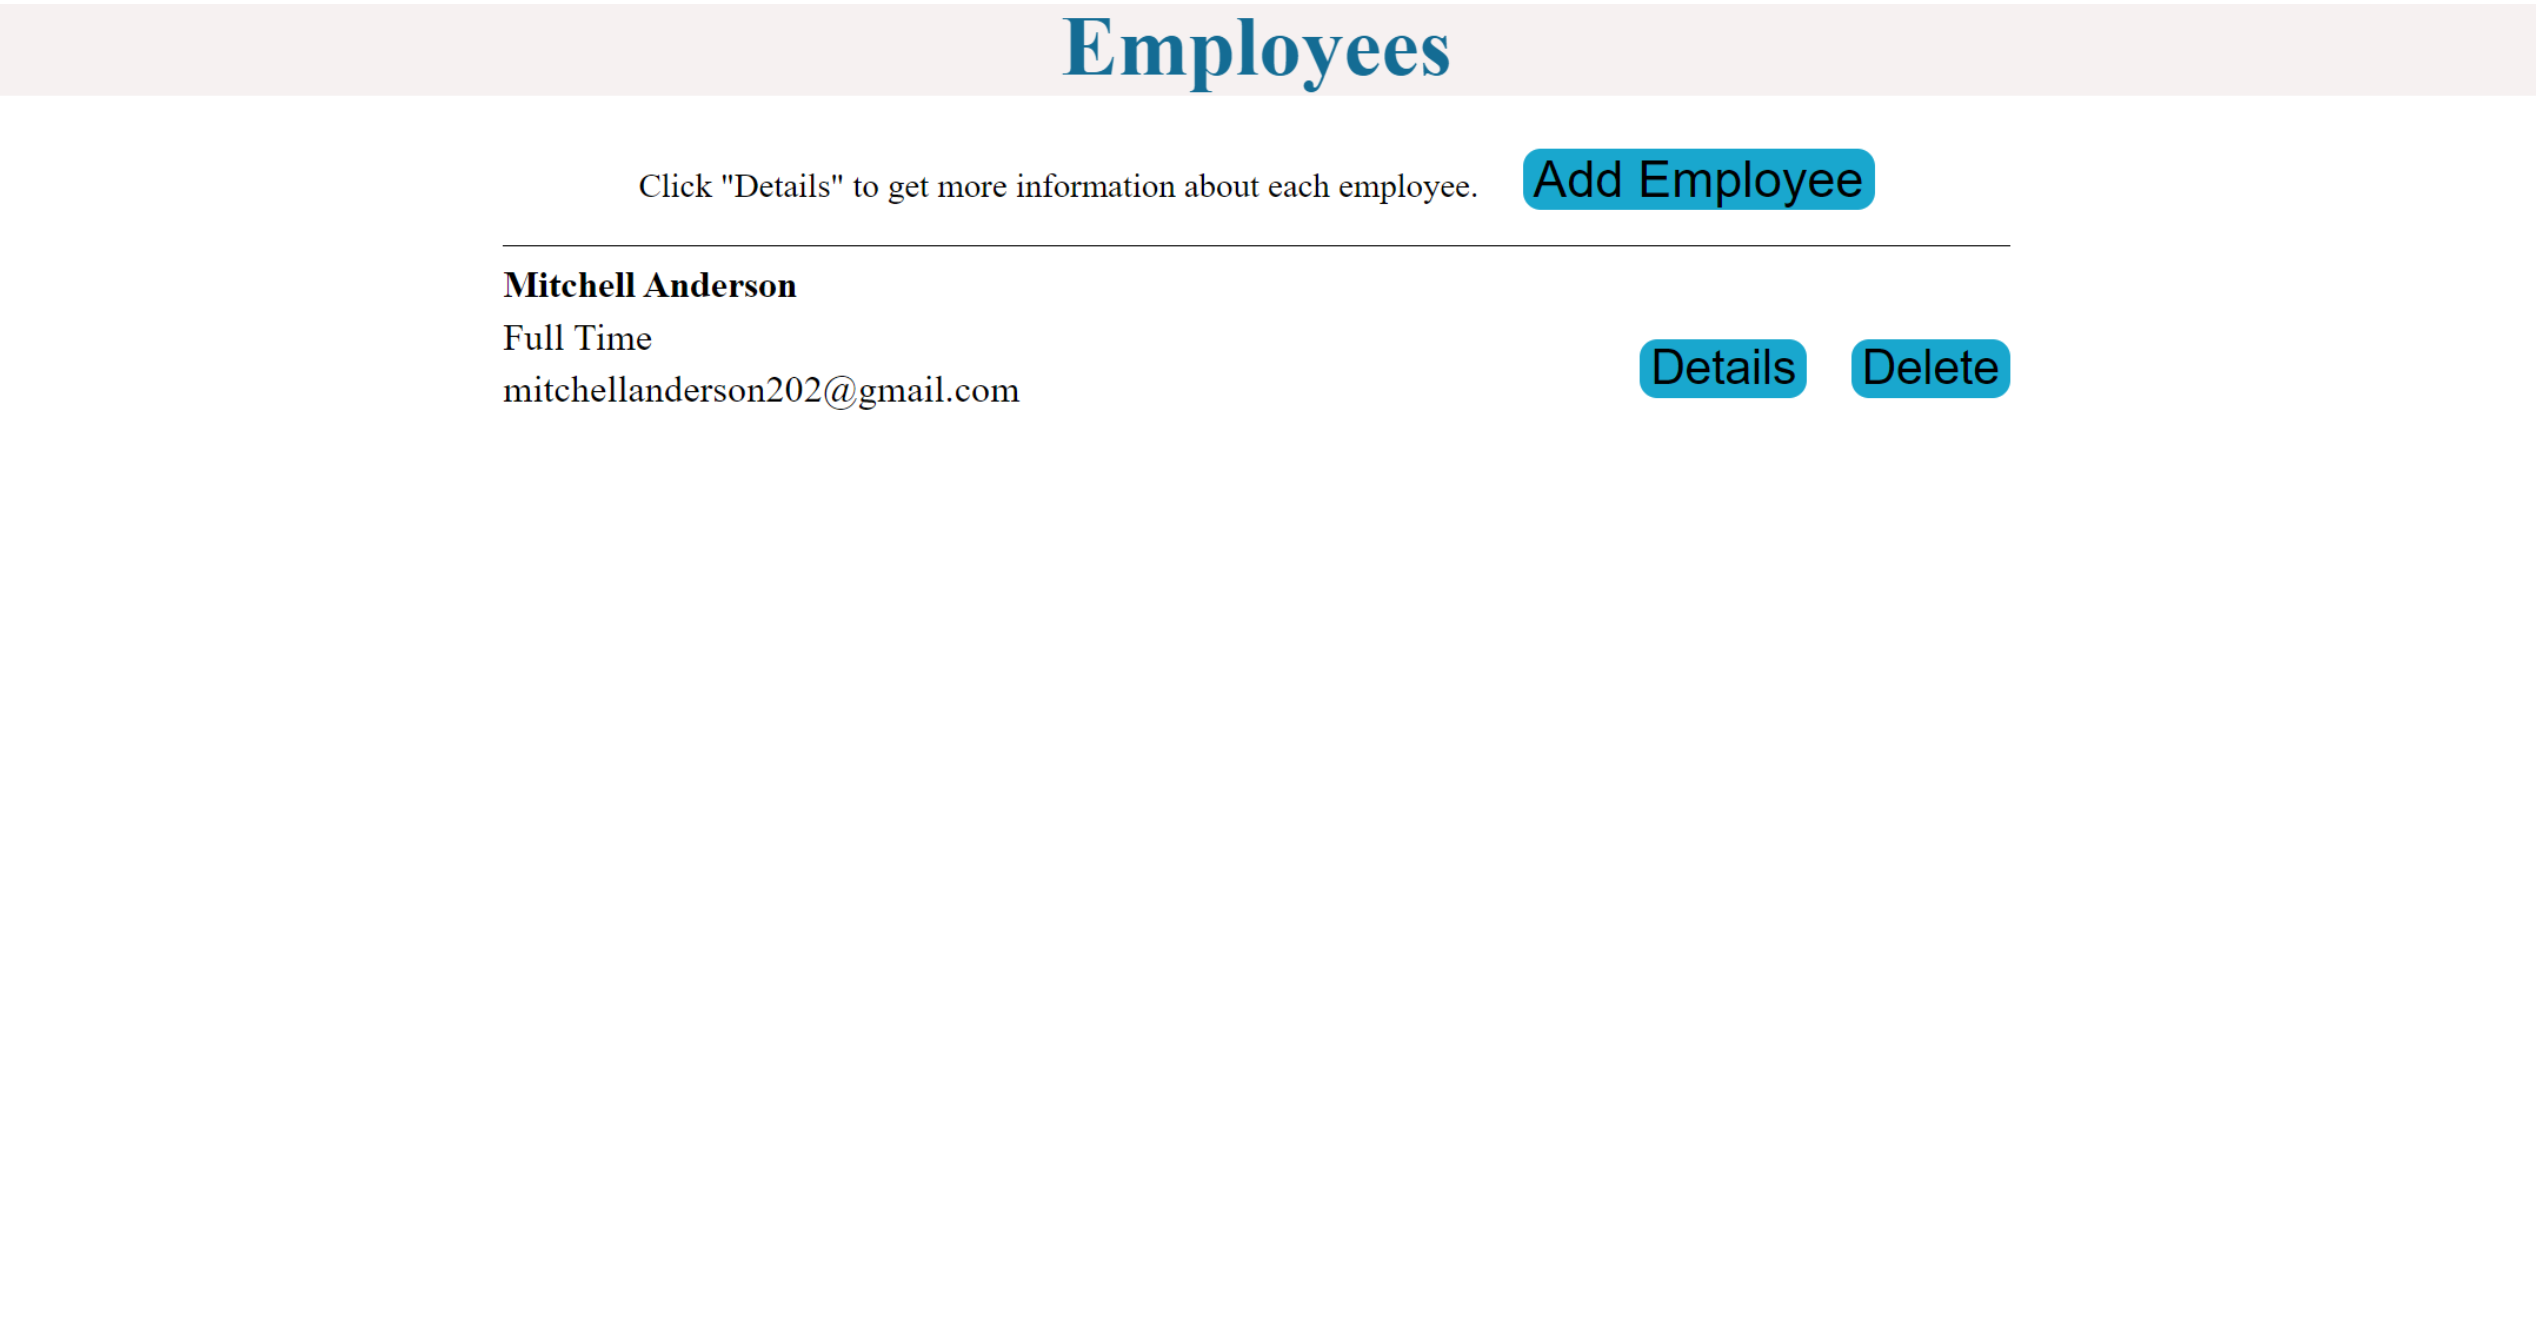 Employees
Click "Details" to get more information about each employee. Add Employee
Mitchell Anderson
Full Time
mitchellanderson202@gmail.com
Details Delete